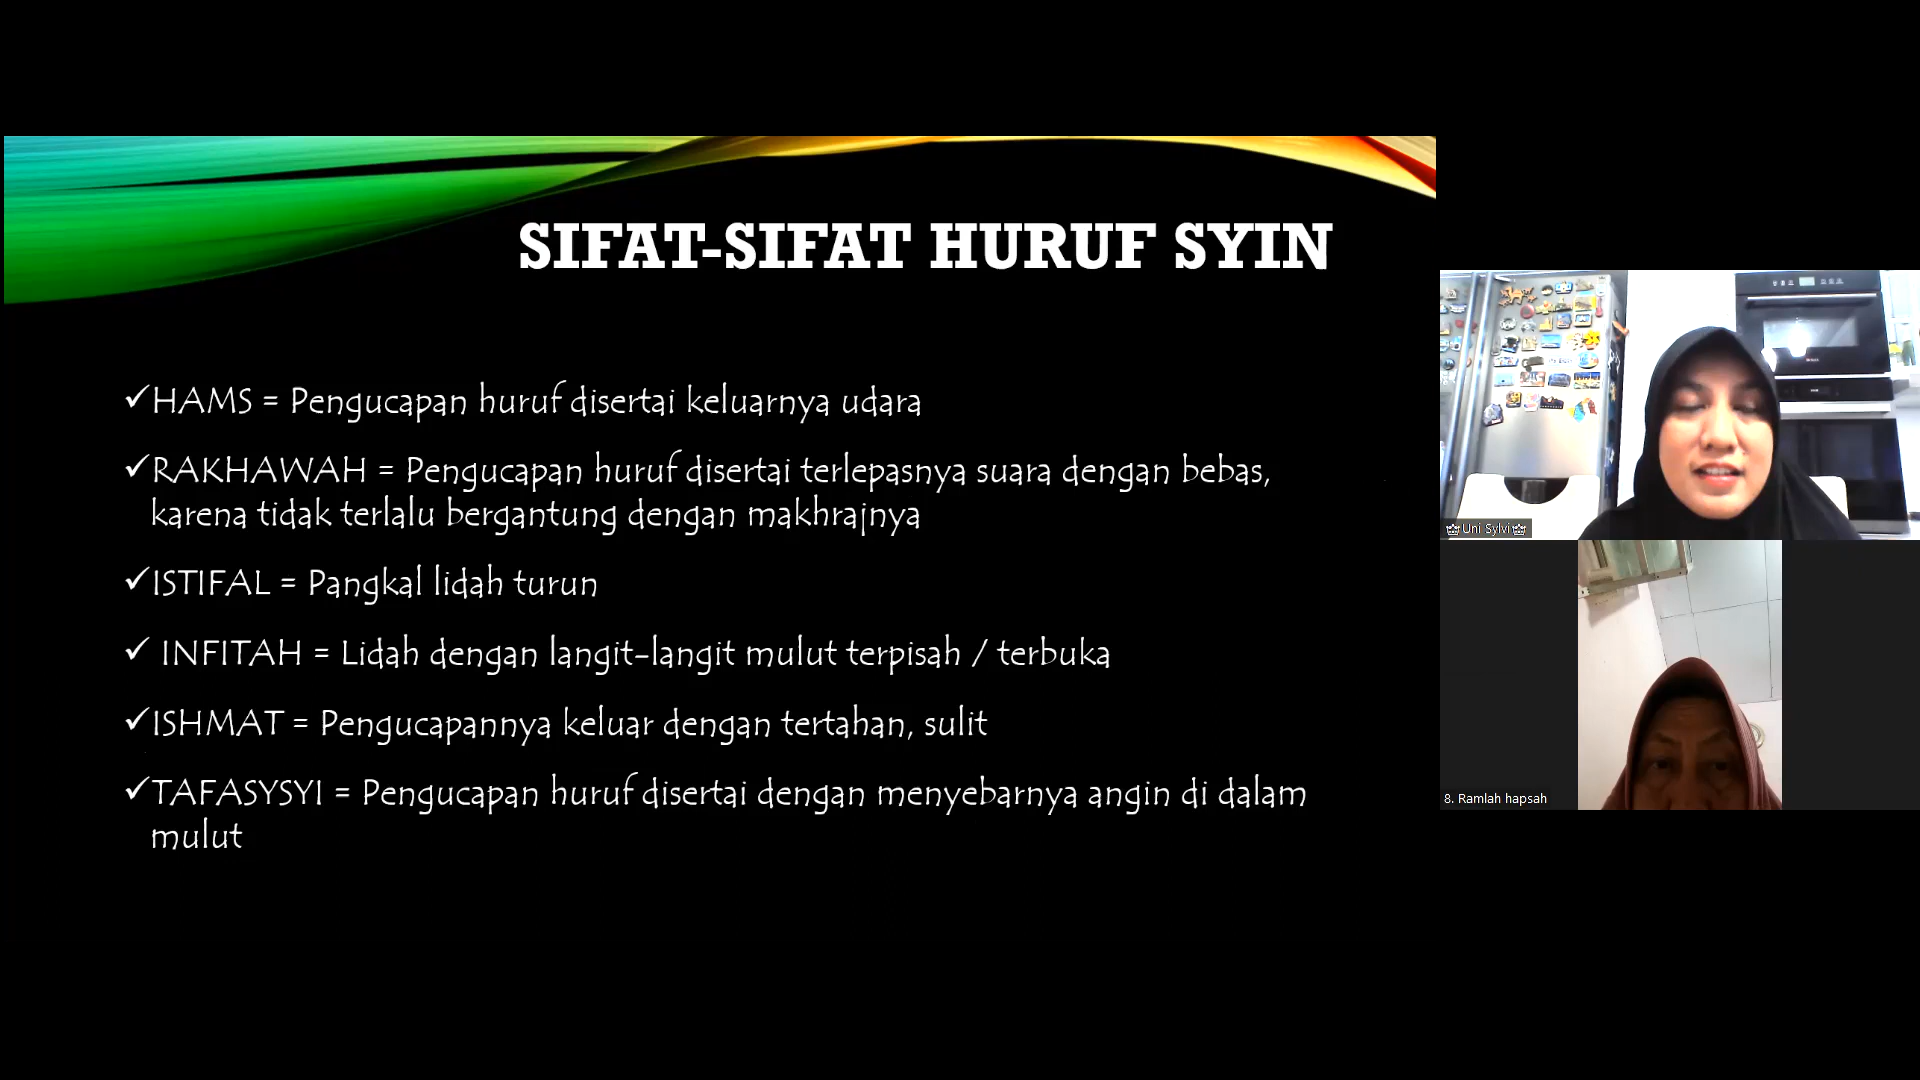 SIFAT-SIFAT HURUF SYIN
✓HAMS = Pengucapan huruf disertai keluarnya udara
✓RAKHAWAH = Pengucapan huruf disertai terlepasnya suara dengan bebas,
karena tidak terlalu bergantung dengan makhrajnya
✓ISTIFAL = Pangkal lidah turun
✓ INFITAH = Lidah dengan langit-langit mulut terpisah / terbuka
✓ISHMAT = Pengucapannya keluar dengan tertahan, sulit
✓TAFASYSYI = Pengucapan huruf disertai dengan menyebarnya angin di dalam
mulut
Uni Sylvi
8. Ramlah hapsah